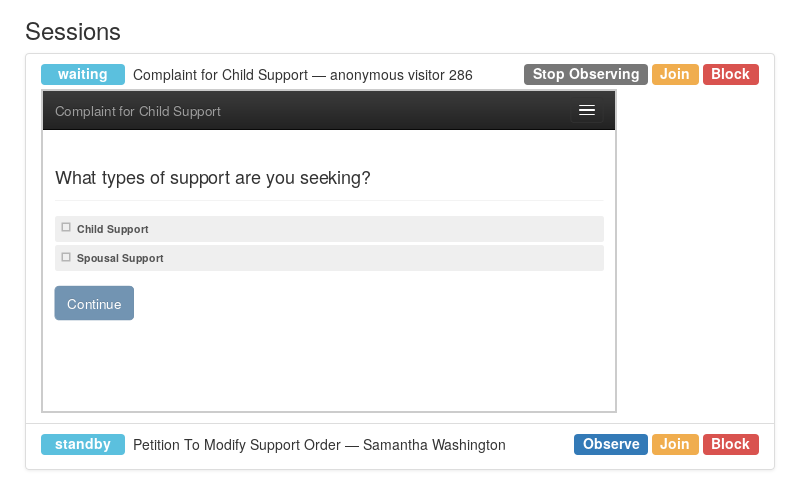 Sessions
waiting Complaint for Child Support — anonymous visitor 286 Stop Observing Join Block
Complaint for Child Support
What types of support are you seeking?
Child Support
Spousal Support
Continue
standby Petition To Modify Support Order — Samantha Washington Observe Join Block